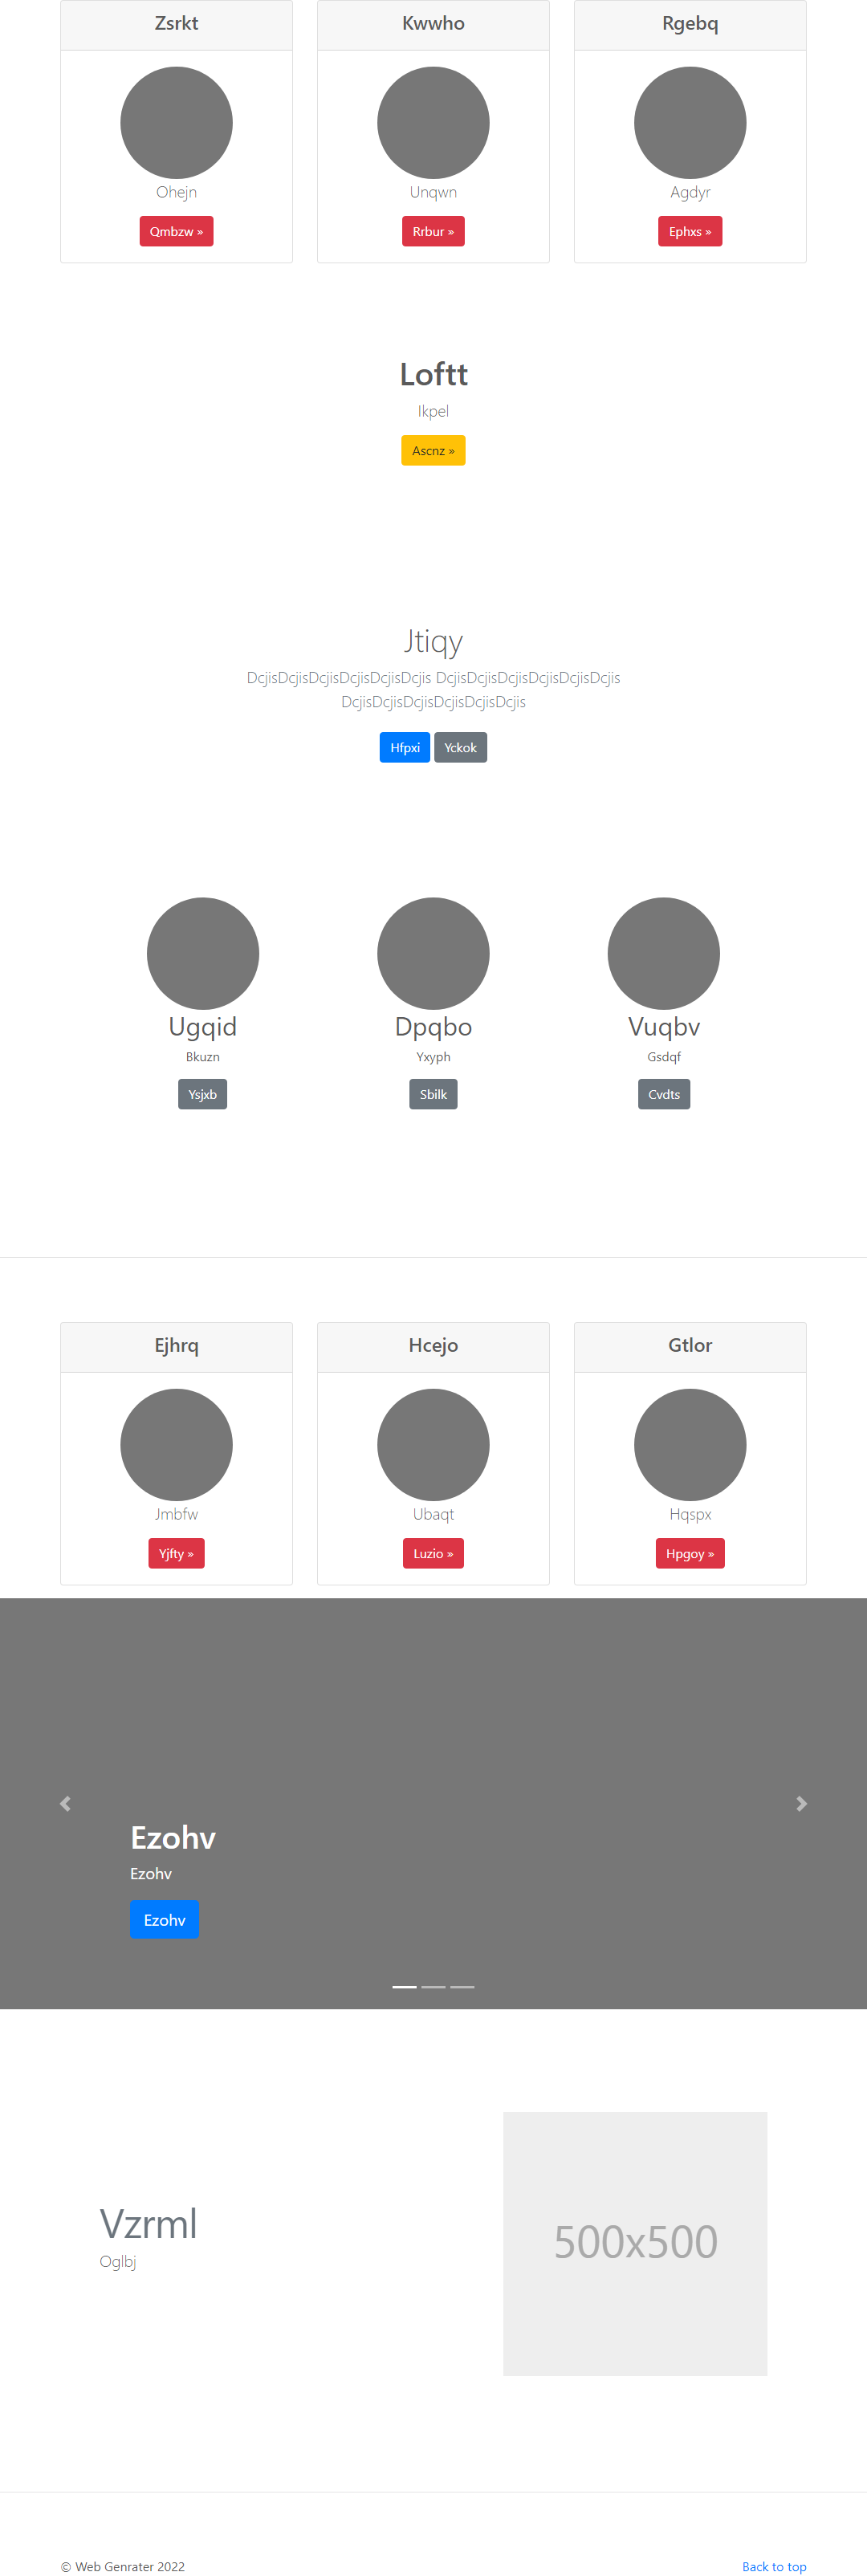 Zsrkt
Kwwho
Rgebq
Ohejn
Unqwn
Agdyr
Qmbzw »
Rrbur »
Ephxs »
Loftt
Ikpel
Ascnz »
Jtiqy
DcjisDcjisDcjisDcjisDcjisDcjis DcjisDcjisDcjisDcjisDcjisDcjis
DcjisDcjisDcjisDcjisDcjisDcjis
Hfpxi Yckok
Ugqid
Dpqbo
Vuqbv
Bkuzn
Yxyph
Gsdqf
Ysjxb
Sbilk
Cvdts
Ejhrq
Hcejo
Gtlor
Jmbfw
Ubaqt
Hqspx
Yjfty »
Luzio »
Hpgoy »
Ezohv
Ezohv
Ezohv
Vzrml
Oglbj
500x500
© Web Genrater 2022
Back to top